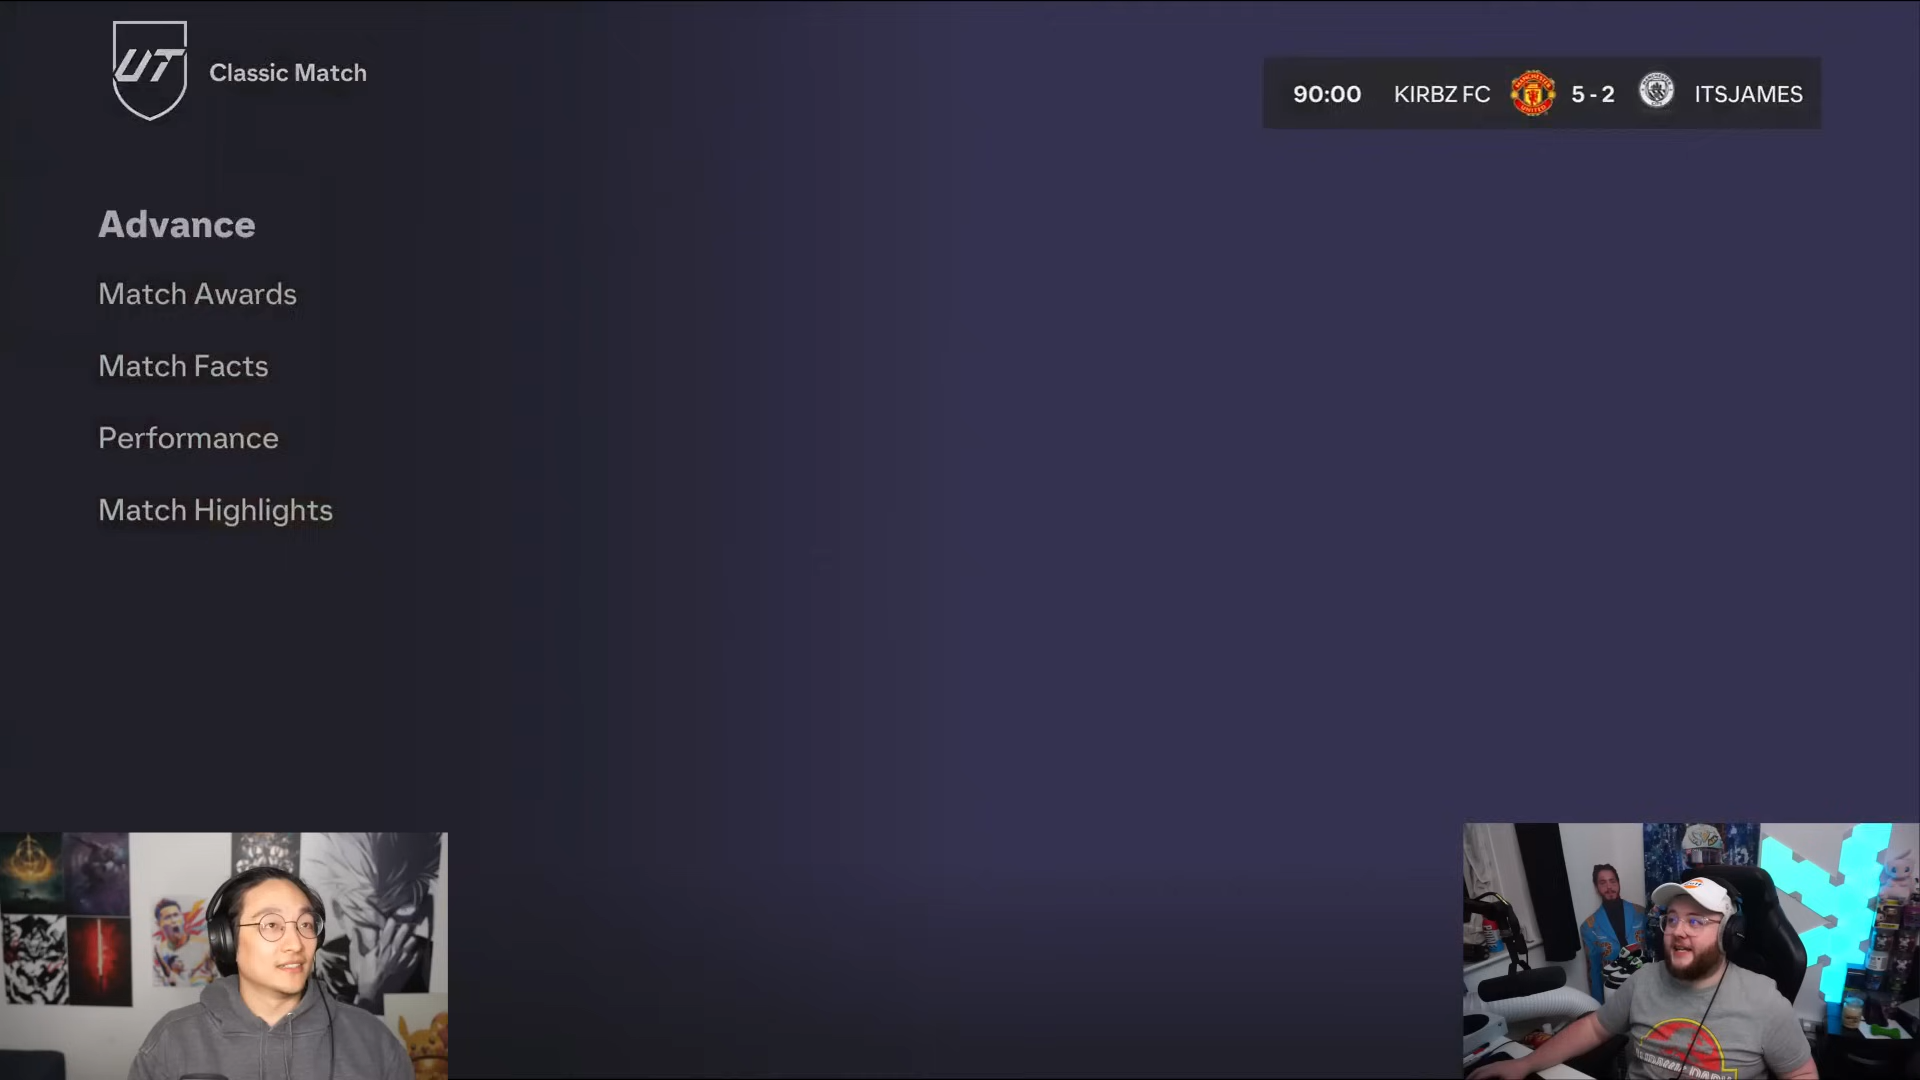 UT
Classic Match
90:00 KIRBZ FC 5 - 2 ITSJAMES
Advance
Match Awards
Match Facts
Performance
Match Highlights